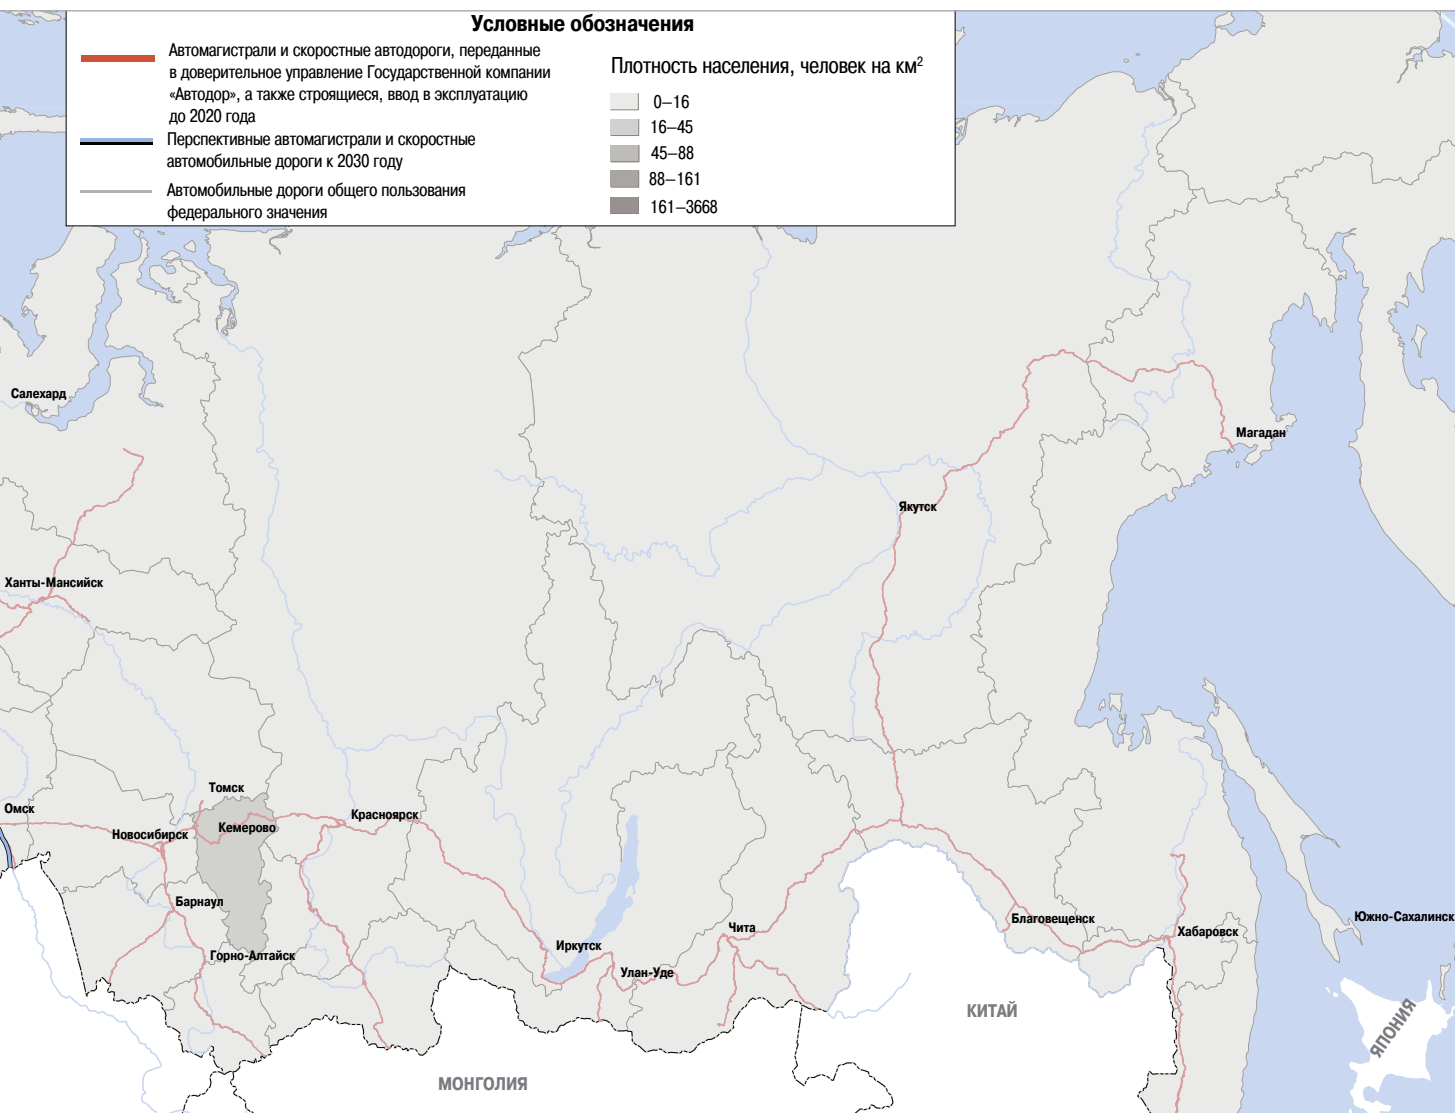 Условные обозначения
Автомагистрали и скоростные автодороги, переданные
в доверительное управление Государственной компании
«Автодор», а также строящиеся, ввод в эксплуатацию
до 2020 года
Перспективные автомагистрали и скоростные
автомобильные дороги к 2030 году
Автомобильные дороги общего пользования
федерального значения
Плотность населения, человек на км²
0–16
16–45
45–88
88–161
161–3668
Салехард
Магадан
Якутск
Ханты-Мансийск
Томск
Омск
Красноярск
Кемерово
Новосибирск
Барнаул
Горно-Алтайск
Иркутск
Улан-Уде
Чита
Благовещенск
Хабаровск
Южно-Сахалинск
КИТАЙ
ЯПОНИЯ
МОНГОЛИЯ